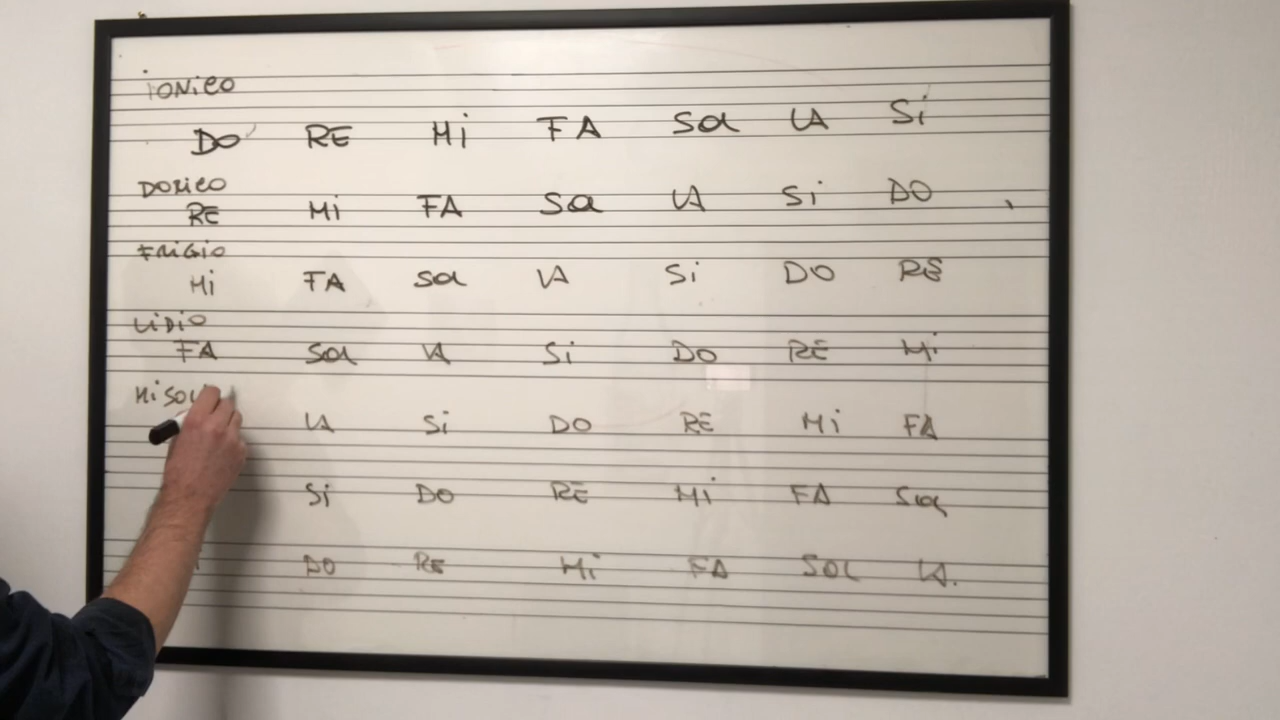 iONiCO
DO RE Mi FA SOL LA Si
DORiCO
RE Mi FA SOL LA Si DO
FRiGiO
Mi FA SOL LA Si DO RE
LiDiO
FA SOL LA Si DO RE Mi
MiSOL
LA Si DO RE Mi FA
Si DO RE Mi FA SOL
DO RE Mi FA SOL LA.